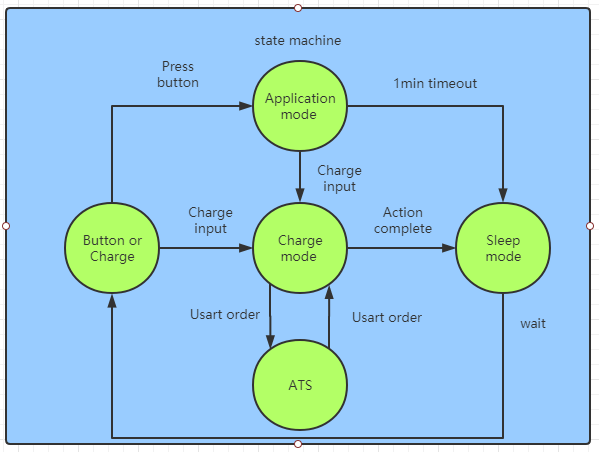 state machine
Press
button
Application
mode
1min timeout
Charge
input
Charge
input
Action
complete
Button or
Charge
Charge
mode
Sleep
mode
Usart order
Usart order
wait
ATS